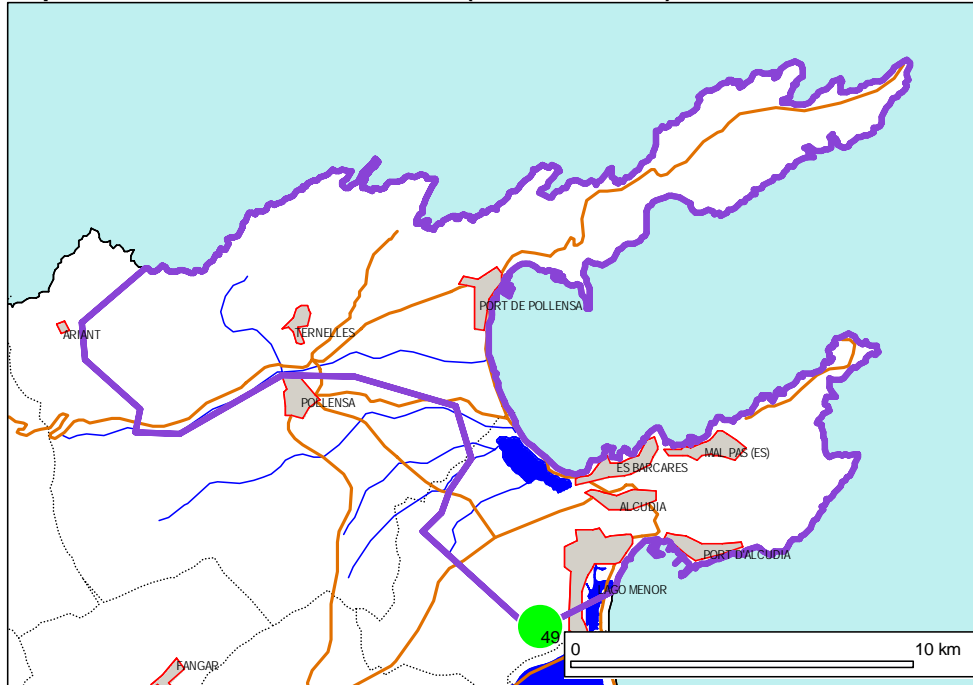 PORT DE POLLENSA
TERNELLES
ARIANT
POLLENSA
MAL PAS (ES)
ES BARCARES
ALCUDIA
PORT D'ALCUDIA
LAGO MENOR
49
0 10 km
FANGAR